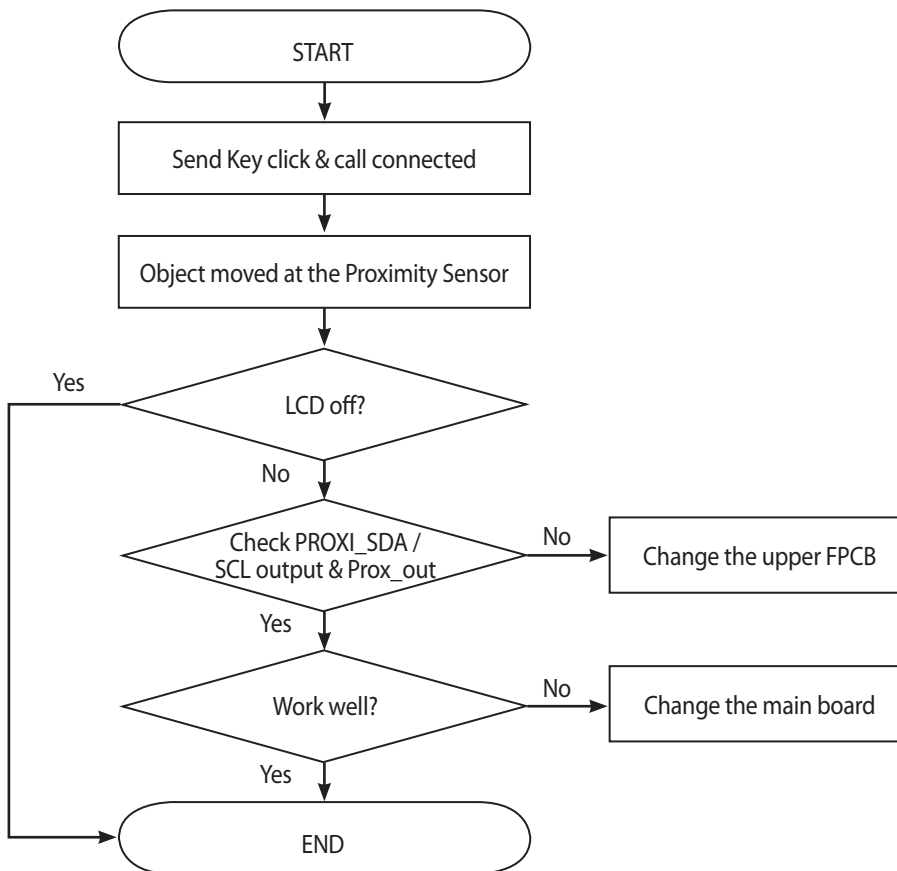 START
Send Key click & call connected
Object moved at the Proximity Sensor
Yes
LCD off?
No
Check PROXI_SDA /
SCL output & Prox_out
No
Change the upper FPCB
Yes
Work well?
No
Change the main board
Yes
END